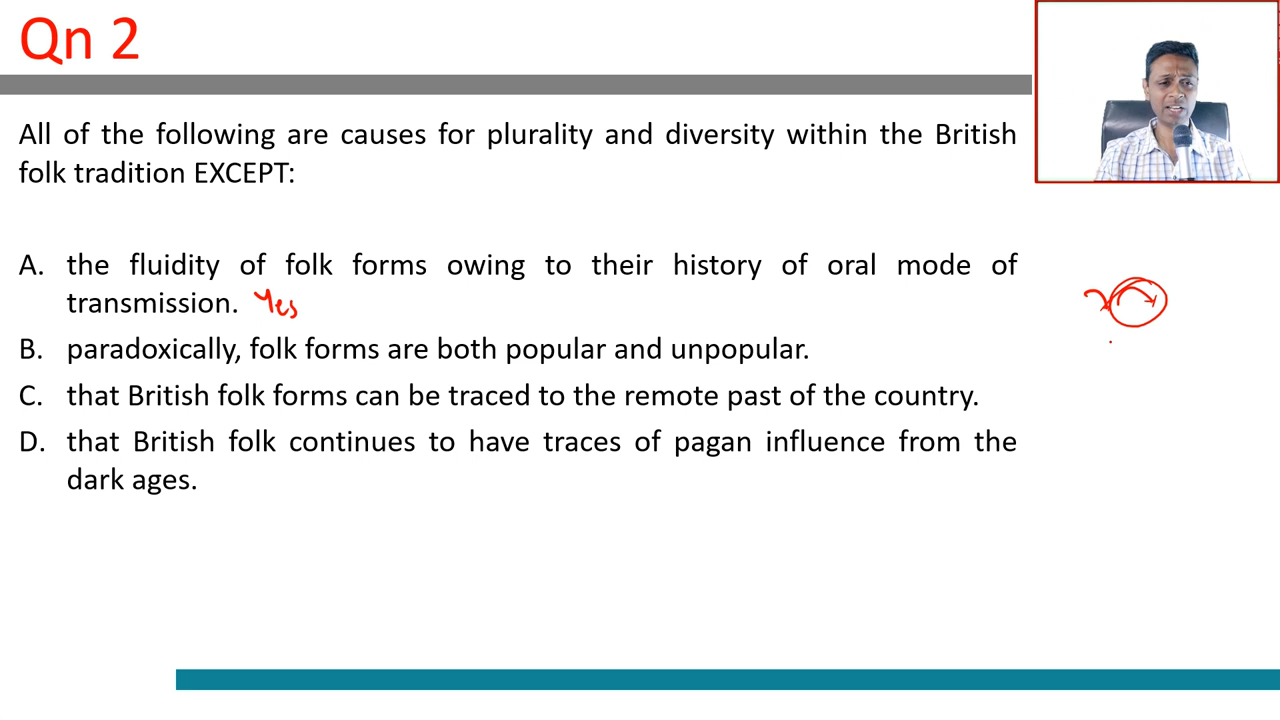 Qn 2
All of the following are causes for plurality and diversity within the British
folk tradition EXCEPT:
A. the fluidity of folk forms owing to their history of oral mode of
transmission. Yes
B. paradoxically, folk forms are both popular and unpopular.
C. that British folk forms can be traced to the remote past of the country.
D. that British folk continues to have traces of pagan influence from the
dark ages.